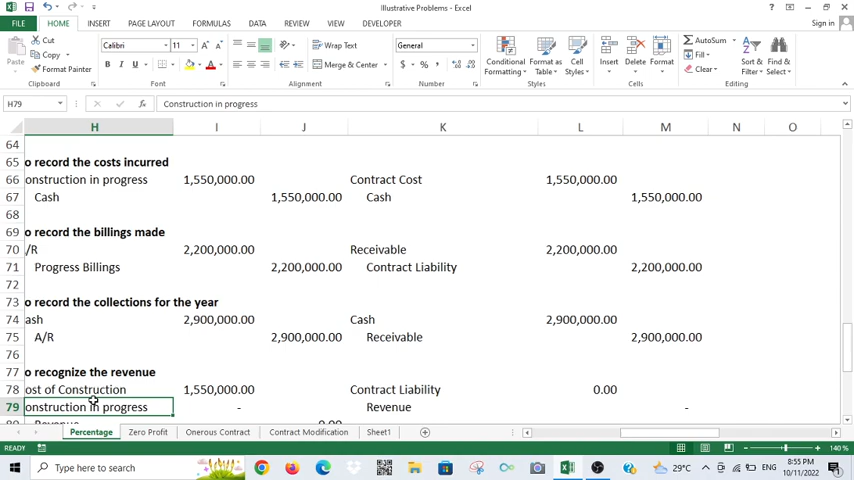 Illustrative Problems - Excel
Sign in
FILE HOME INSERT PAGE LAYOUT FORMULAS DATA REVIEW VIEW DEVELOPER
Paste Cut Copy Format Painter Clipboard
Calibri 11 A A B I U A Font
Wrap Text Merge & Center Alignment
General $ % , Number
Conditional Formatting Format as Table Cell Styles Styles
Insert Delete Format Cells
AutoSum Fill Clear Sort & Filter Find & Select Editing
H79 fx Construction in progress
H I J K L M N O
64
65 o record the costs incurred
66 onstruction in progress 1,550,000.00 Contract Cost 1,550,000.00
67 Cash 1,550,000.00 Cash 1,550,000.00
68
69 o record the billings made
70 /R 2,200,000.00 Receivable 2,200,000.00
71 Progress Billings 2,200,000.00 Contract Liability 2,200,000.00
72
73 o record the collections for the year
74 ash 2,900,000.00 Cash 2,900,000.00
75 A/R 2,900,000.00 Receivable 2,900,000.00
76
77 o recognize the revenue
78 ost of Construction 1,550,000.00 Contract Liability 0.00
79 onstruction in progress - Revenue -
80 Revenue 0.00
Percentage Zero Profit Onerous Contract Contract Modification Sheet1
READY 140 %
Type here to search 29°C ENG 8:55 PM
10/11/2022